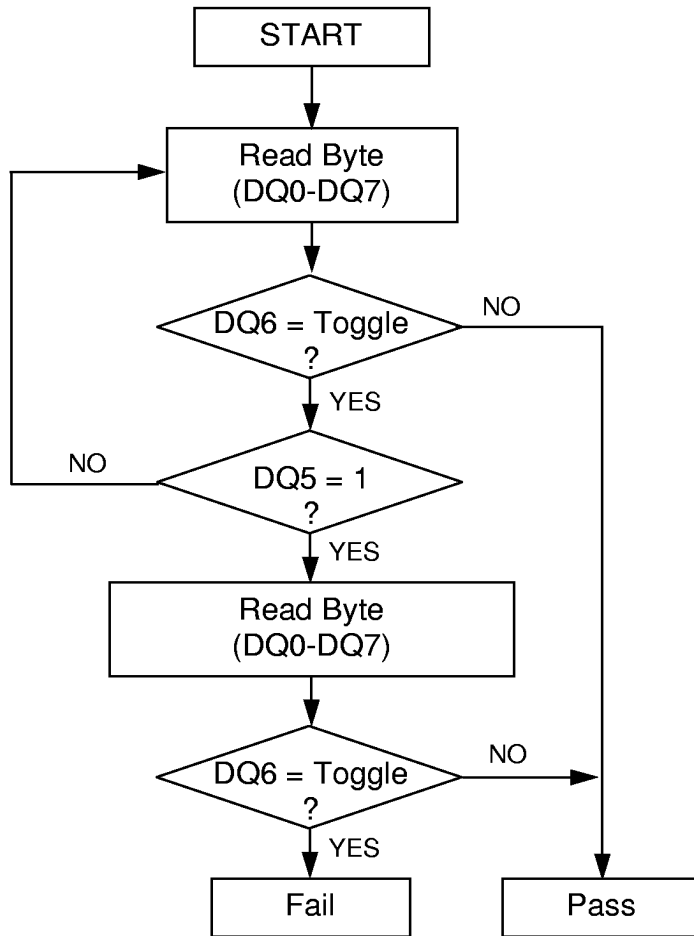 START
Read Byte
(DQ0-DQ7)
DQ6 = Toggle
?
NO
YES
DQ5 = 1
?
NO
YES
Read Byte
(DQ0-DQ7)
DQ6 = Toggle
?
NO
YES
Fail
Pass